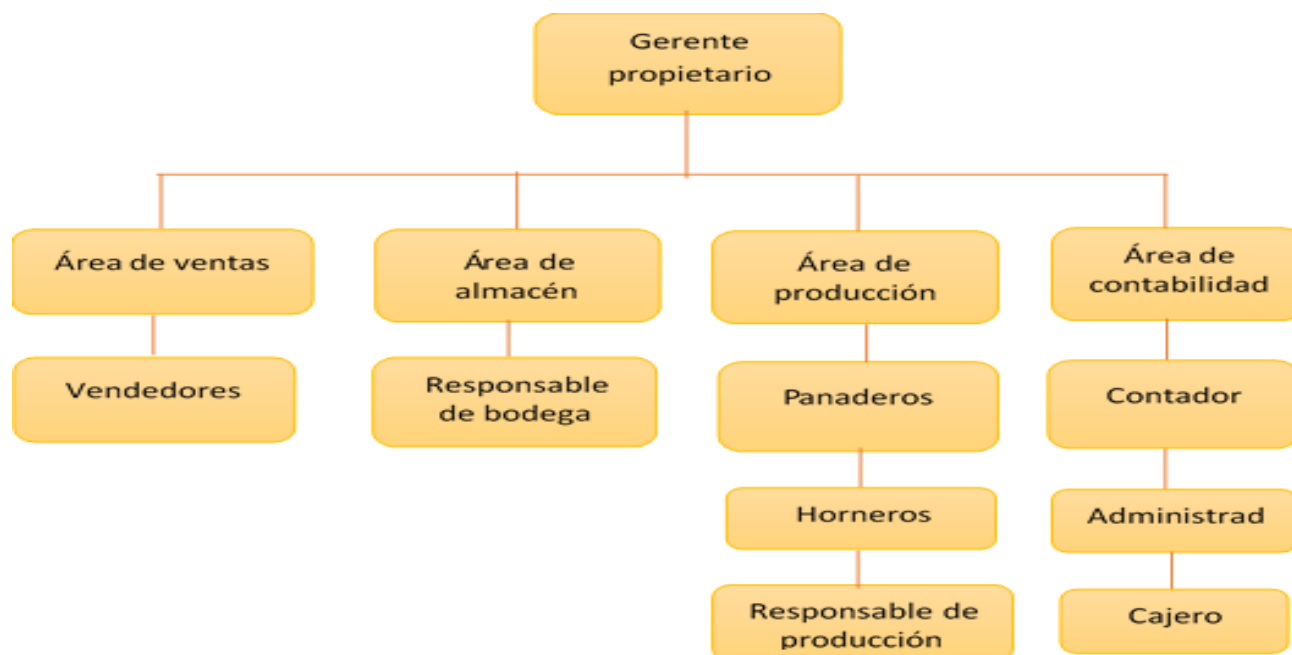 Gerente
propietario
Área de ventas
Área de
almacén
Área de
producción
Área de
contabilidad
Vendedores
Responsable
de bodega
Panaderos
Contador
Horneros
Administrad
Responsable de
producción
Cajero